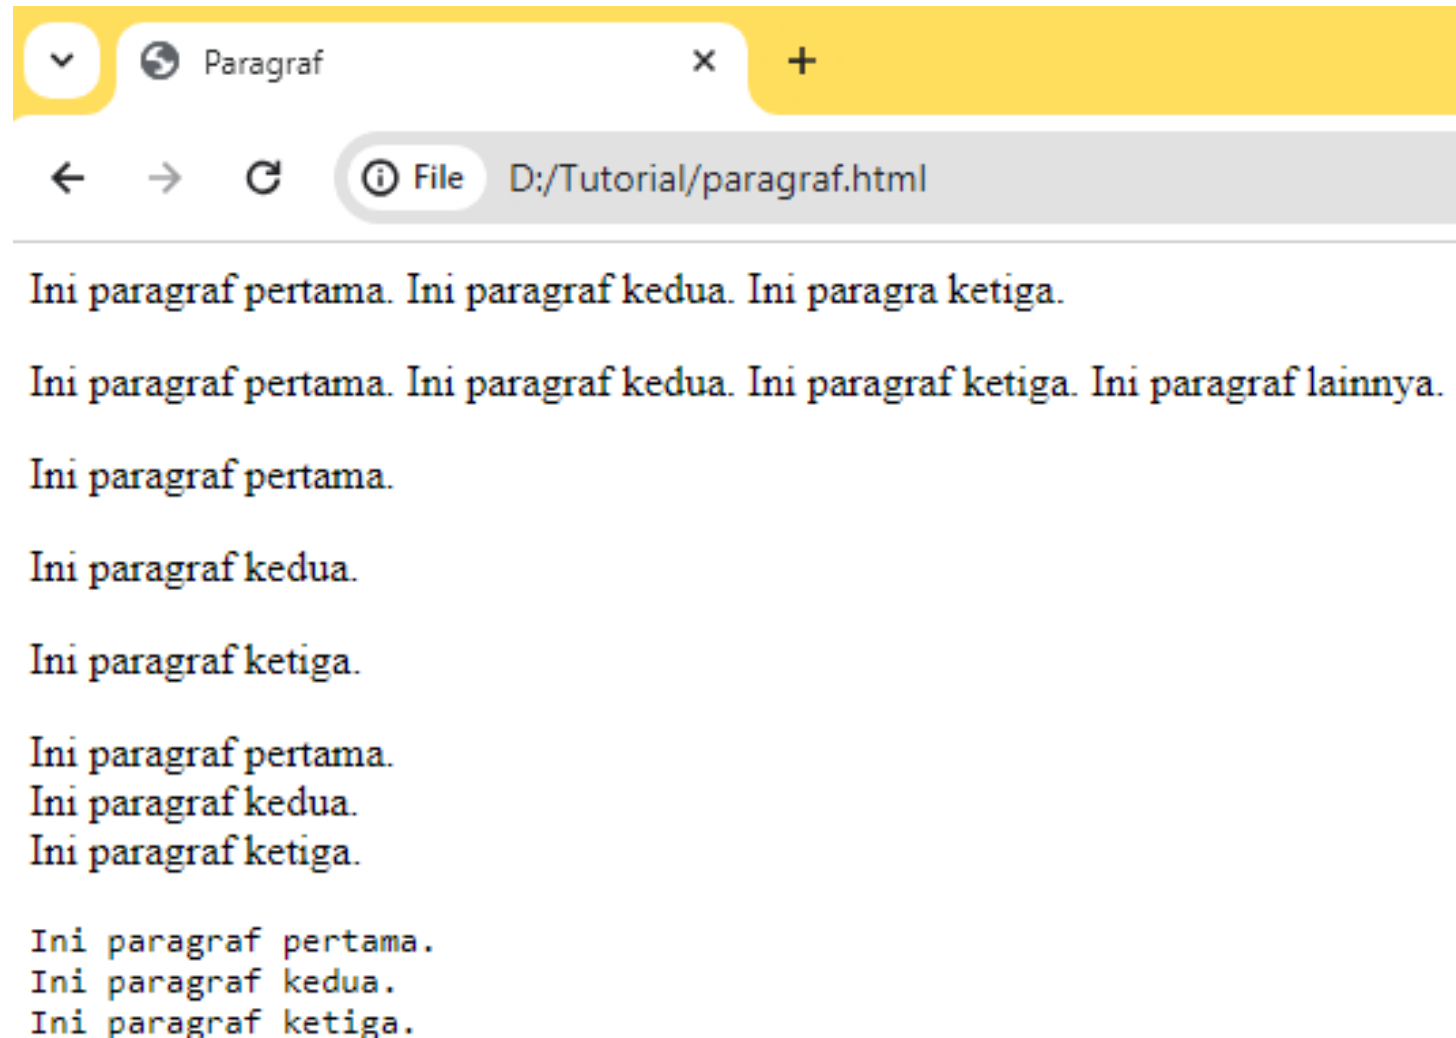 Paragraf
File D:/Tutorial/paragraf.html
Ini paragraf pertama. Ini paragraf kedua. Ini paragra ketiga.
Ini paragraf pertama. Ini paragraf kedua. Ini paragraf ketiga. Ini paragraf lainnya.
Ini paragraf pertama.
Ini paragraf kedua.
Ini paragraf ketiga.
Ini paragraf pertama.
Ini paragraf kedua.
Ini paragraf ketiga.
Ini paragraf pertama.
Ini paragraf kedua.
Ini paragraf ketiga.